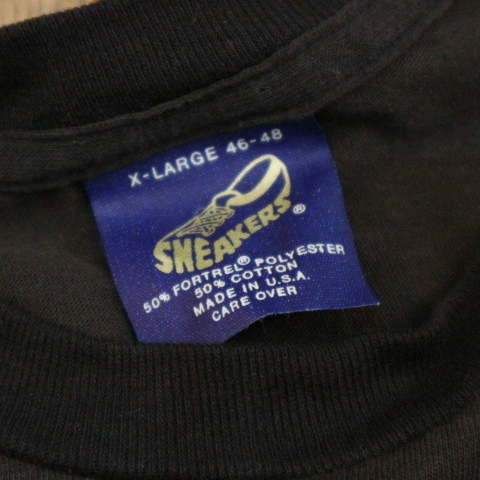 X-LARGE 46-48
SNEAKERS®
50% FORTREL® POLYESTER
50% COTTON
MADE IN U.S.A.
CARE OVER